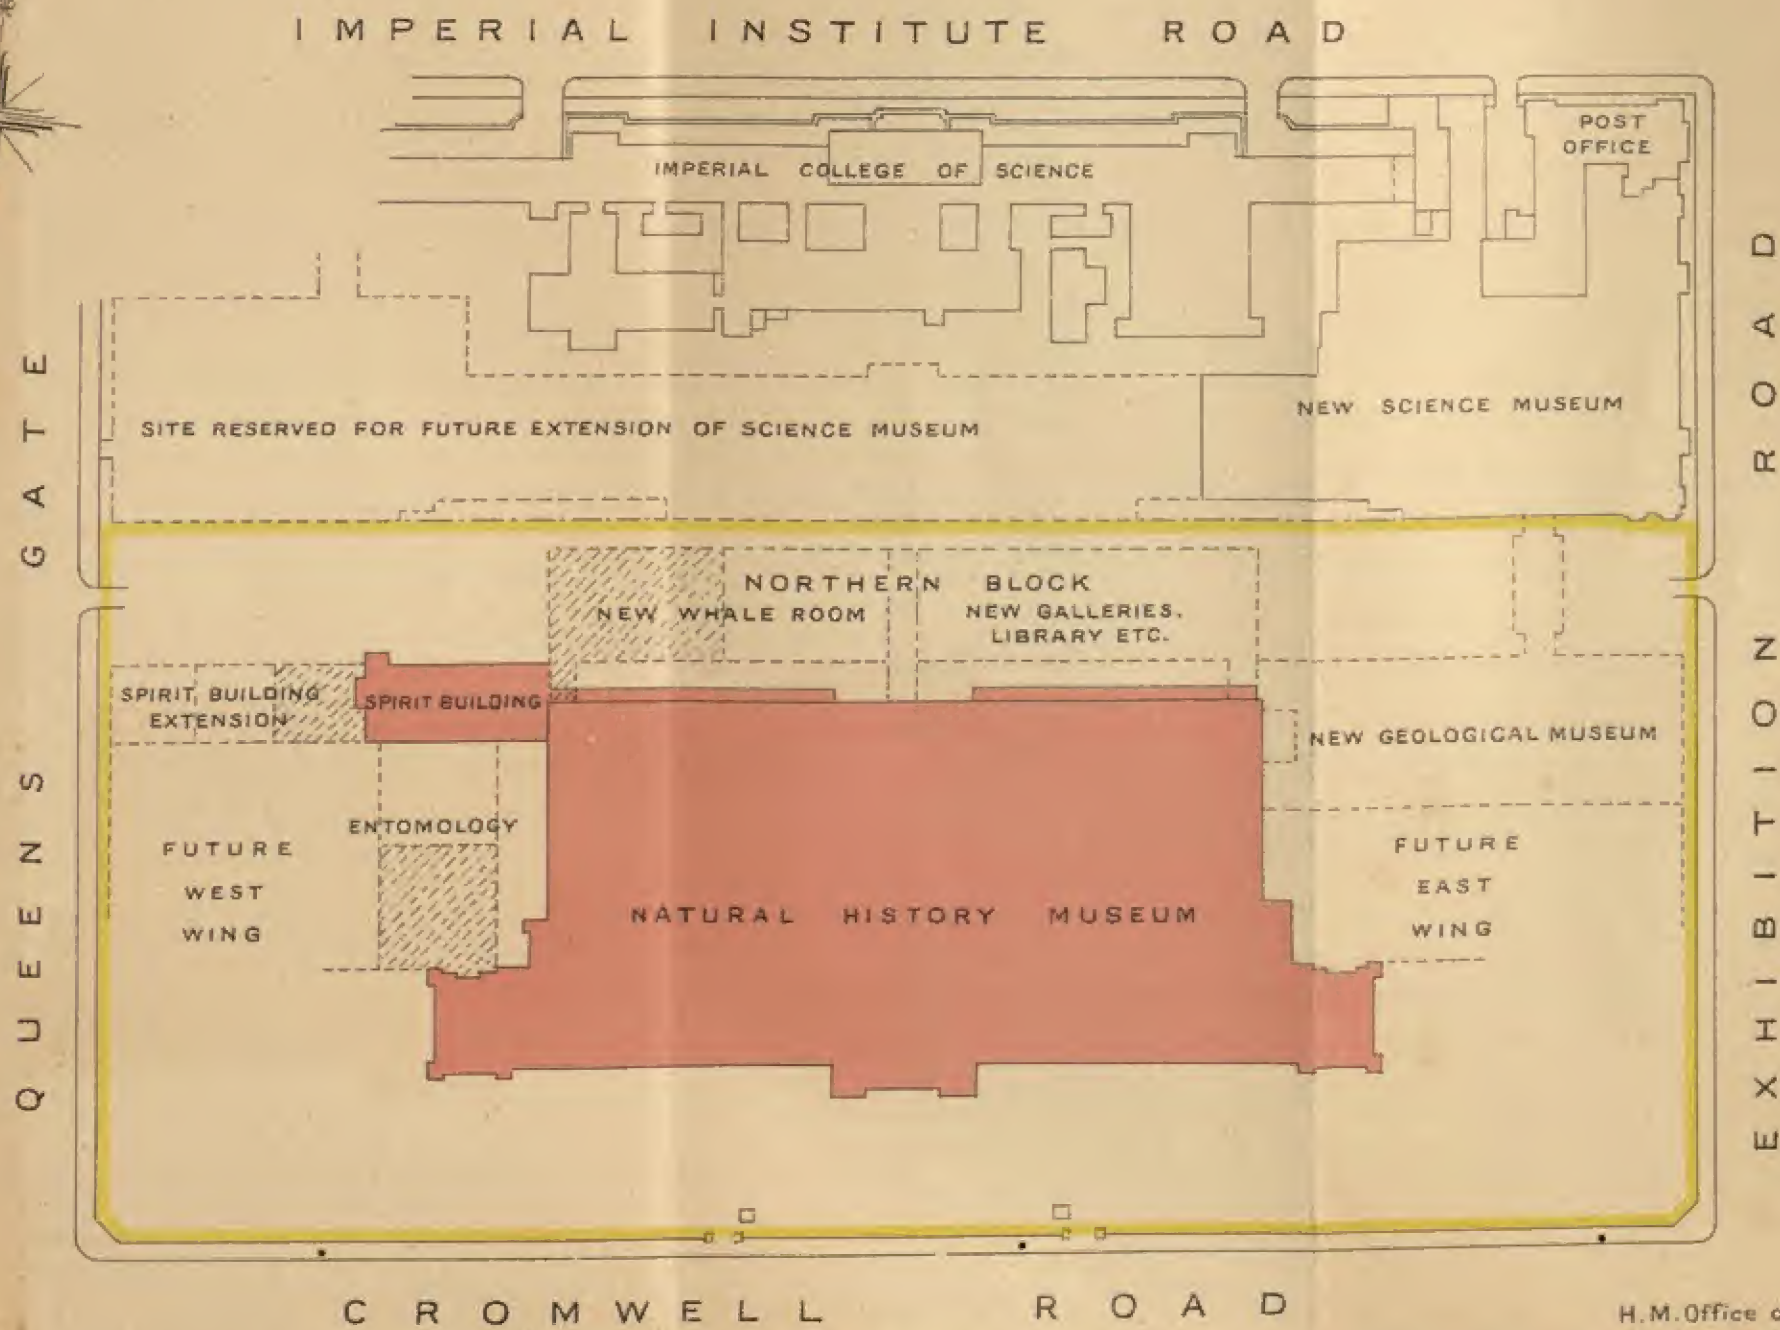 IMPERIAL INSTITUTE ROAD
POST
OFFICE
IMPERIAL COLLEGE OF SCIENCE
NEW SCIENCE MUSEUM
SITE RESERVED FOR FUTURE EXTENSION OF SCIENCE MUSEUM
QUEENS GATE
EXHIBITION ROAD
NORTHERN BLOCK
NEW WHALE ROOM
NEW GALLERIES.
LIBRARY ETC.
SPIRIT BUILDING
EXTENSION
SPIRIT BUILDING
NEW GEOLOGICAL MUSEUM
ENTOMOLOGY
FUTURE
WEST
WING
FUTURE
EAST
WING
NATURAL HISTORY MUSEUM
CROMWELL ROAD
H.M.Office